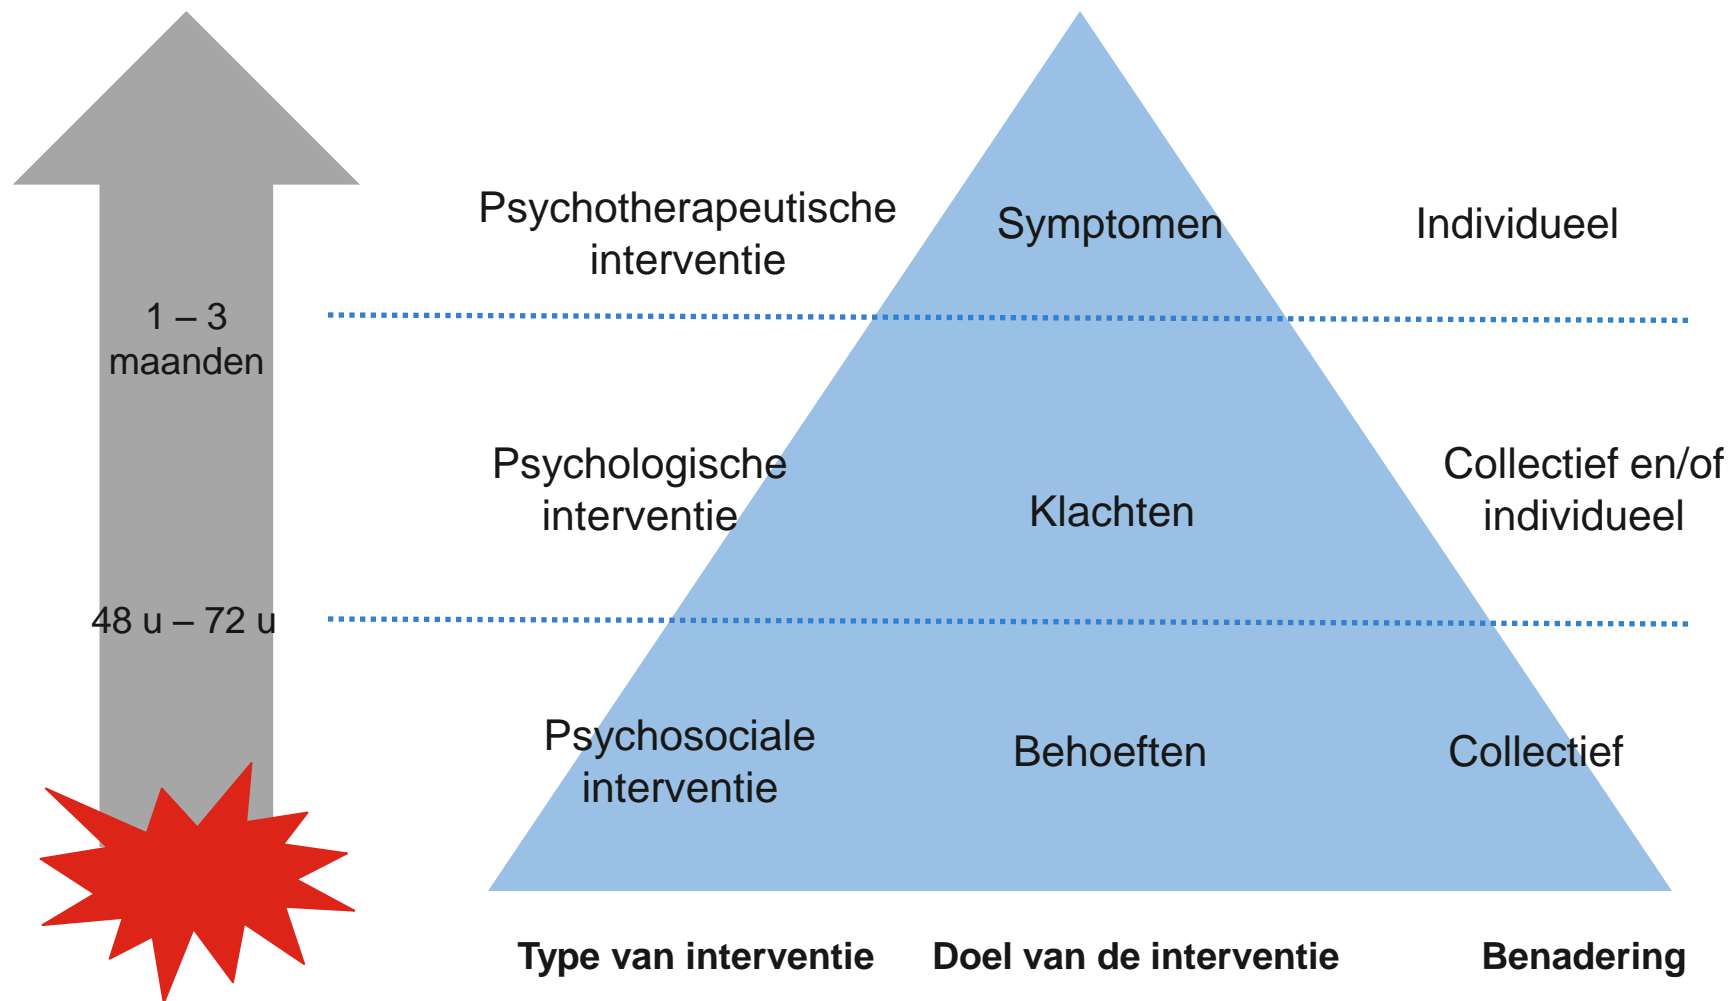 Psychotherapeutische
interventie
Symptomen
Individueel
1 – 3
maanden
Psychologische
interventie
Klachten
Collectief en/of
individueel
48 u – 72 u
Psychosociale
interventie
Behoeften
Collectief
Type van interventie
Doel van de interventie
Benadering